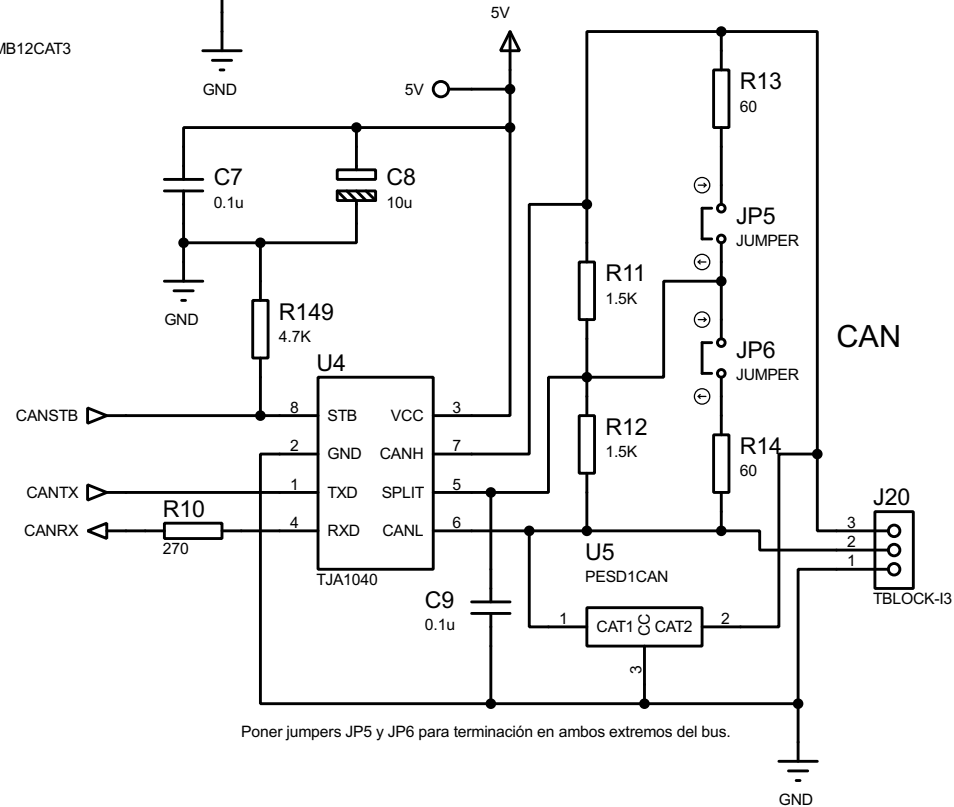 5V
MB12CAT3
GND
5V
R13
60
C7
0.1u
C8
10u
JP5
JUMPER
R11
1.5K
GND
R149
4.7K
JP6
JUMPER
CAN
U4
CANSTB
8 STB VCC 3
2 GND CANH 7
R12
1.5K
R14
60
CANTX
1 TXD SPLIT 5
R10
J20
CANRX
4 RXD CANL 6
270
3
2
1
U5
PESD1CAN
TJA1040
TBLOCK-I3
C9
0.1u
1 CAT1 CC CAT2 2
3
Poner jumpers JP5 y JP6 para terminación en ambos extremos del bus.
GND